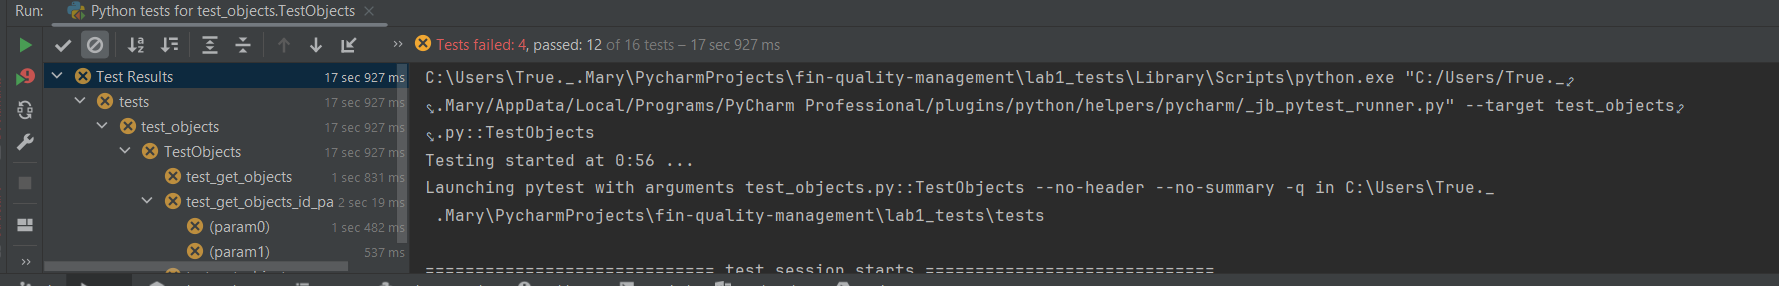 Run: Python tests for test_objects.TestObjects
Tests failed: 4, passed: 12 of 16 tests – 17 sec 927 ms
Test Results 17 sec 927 ms
tests 17 sec 927 ms
test_objects 17 sec 927 ms
TestObjects 17 sec 927 ms
test_get_objects 1 sec 831 ms
test_get_objects_id_pa 2 sec 19 ms
(param0) 1 sec 482 ms
(param1) 537 ms
C:\Users\True._.Mary\PycharmProjects\fin-quality-management\lab1_tests\Library\Scripts\python.exe "C:/Users/True._
.Mary/AppData/Local/Programs/PyCharm Professional/plugins/python/helpers/pycharm/_jb_pytest_runner.py" --target test_objects
.py::TestObjects
Testing started at 0:56 ...
Launching pytest with arguments test_objects.py::TestObjects --no-header --no-summary -q in C:\Users\True._
.Mary\PycharmProjects\fin-quality-management\lab1_tests\tests
============================= test session starts =============================